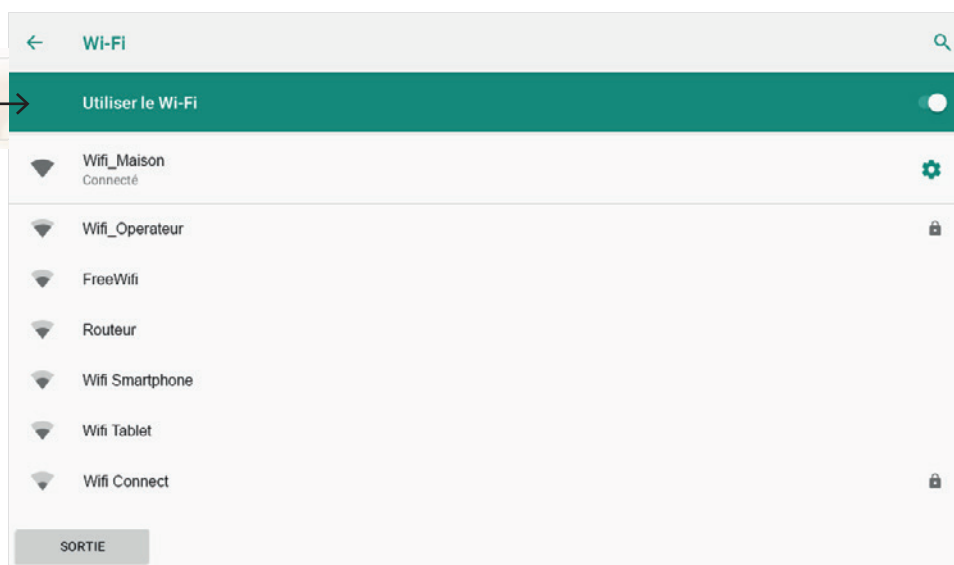 Wi-Fi
Utiliser le Wi-Fi
Wifi_Maison
Connecté
Wifi_Operateur
FreeWifi
Routeur
Wifi Smartphone
Wifi Tablet
Wifi Connect
SORTIE